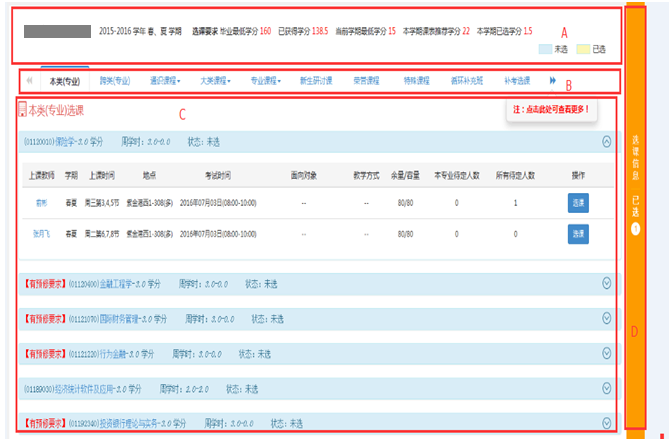 2015-2016 学年 春、夏 学期 选课要求 毕业最低学分 160 已获得学分 138.5 当前学期最低学分 15 本学期课表推荐学分 22 本学期已选学分 1.5
A
未选 已选
本类(专业) 跨类(专业) 通识课程 大类课程 专业课程 新生研讨课 荣誉课程 特殊课程 循环补充班 补考选课
B
本类(专业)选课
C
注：点击此处可查看更多！
(01120010)保险学-3.0 学分 周学时：3.0-0.0 状态：未选
上课教师 学期 上课时间 地点 考试时间 面向对象 教学方式 余量/容量 本专业待定人数 所有待定人数 操作
春夏 周三第3,4,5节 紫金港西1-308(多) 2016年07月03日(08:00-10:00) -- -- 80/80 0 1 选课
张月飞 春夏 周二第6,7,8节 紫金港西1-308(多) 2016年07月03日(08:00-10:00) -- -- 80/80 0 0 选课
【有预修要求】(01120400)金融工程学-3.0 学分 周学时：3.0-0.0 状态：未选
【有预修要求】(01121070)国际财务管理-3.0 学分 周学时：3.0-0.0 状态：未选
【有预修要求】(01121220)行为金融-3.0 学分 周学时：3.0-0.0 状态：未选
(01189030)经济统计软件及应用-3.0 学分 周学时：2.0-2.0 状态：未选
【有预修要求】(01192340)投资银行理论与实务-3.0 学分 周学时：3.0-0.0 状态：未选
选课信息 已选 1
D